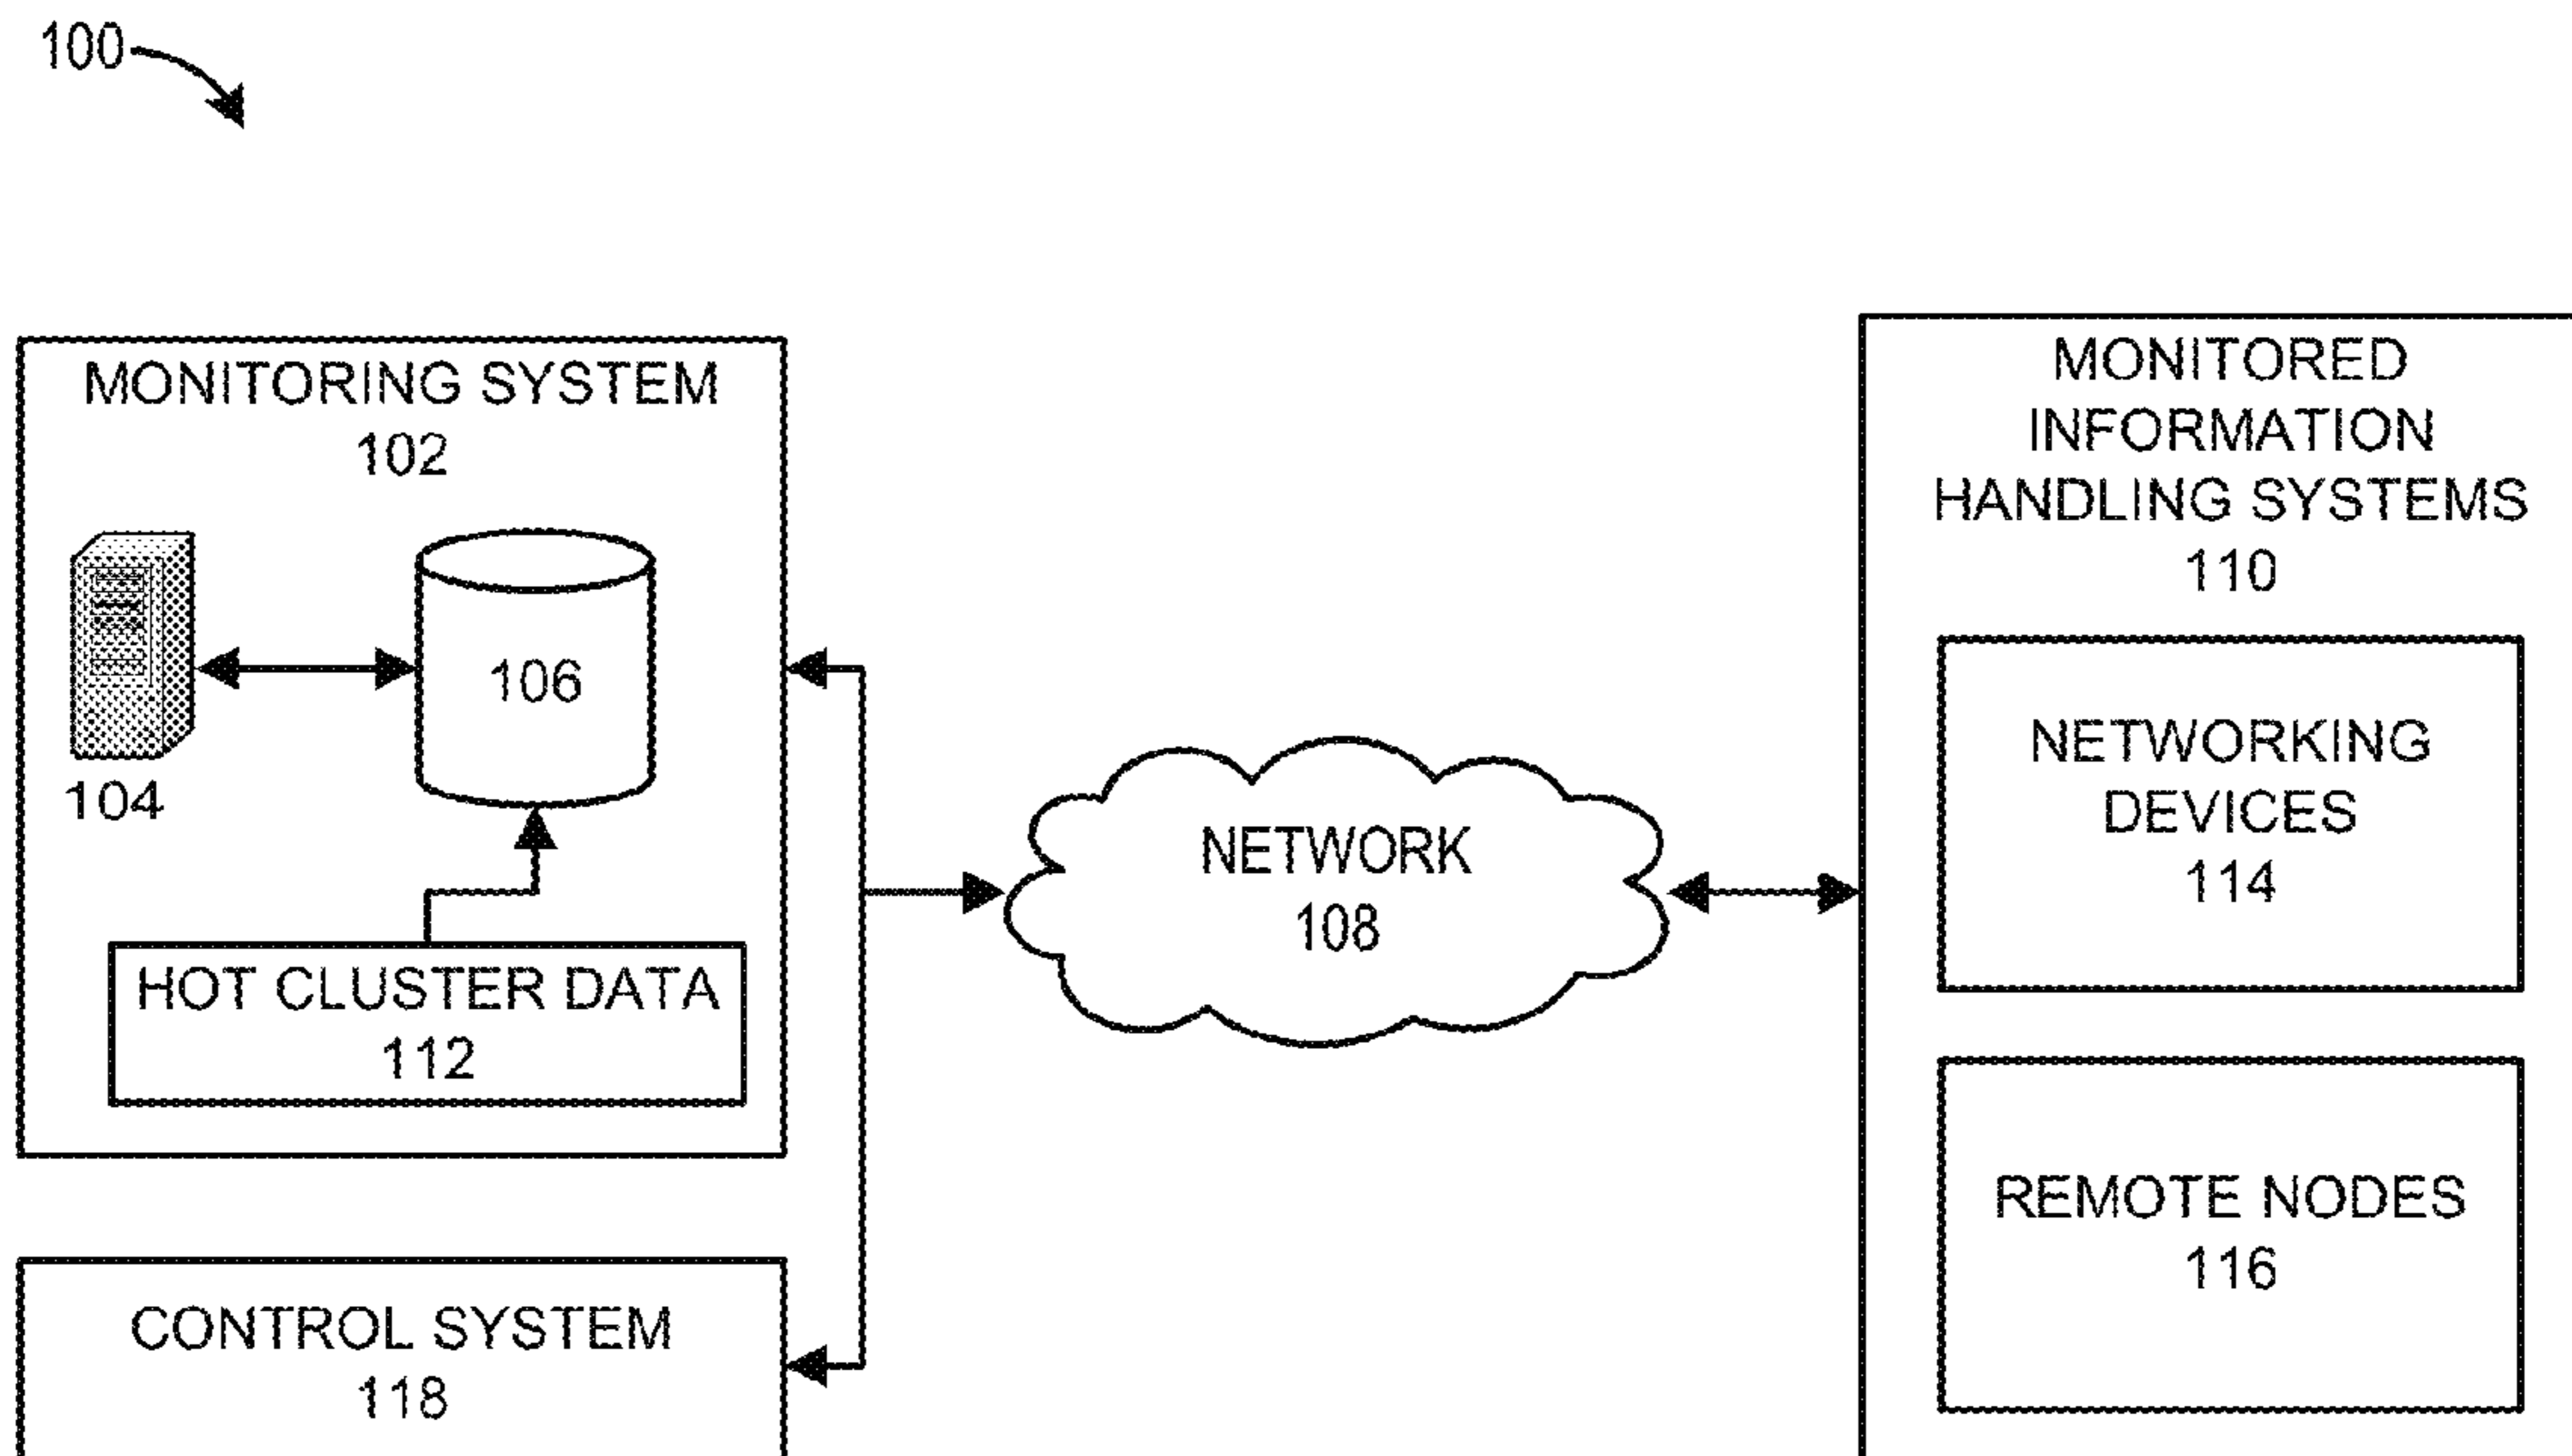 100
MONITORING SYSTEM
102
104
106
HOT CLUSTER DATA
112
CONTROL SYSTEM
118
NETWORK
108
MONITORED
INFORMATION
HANDLING SYSTEMS
110
NETWORKING
DEVICES
114
REMOTE NODES
116